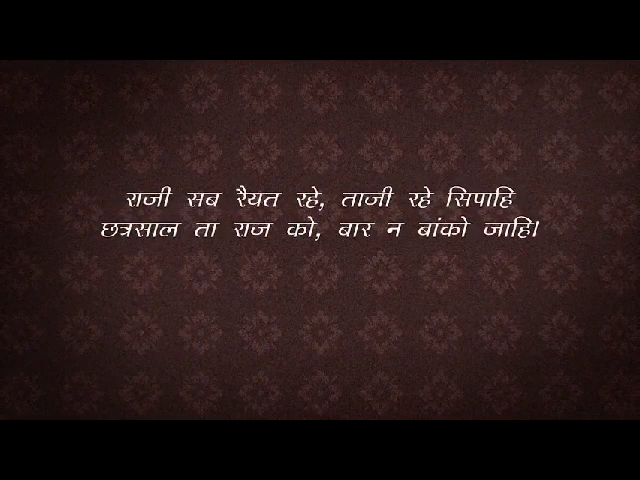 राजी सब रैयत रहे, ताजी रहे सिपाहि
छत्रसाल ता राज को, बार न बांको जाहि।